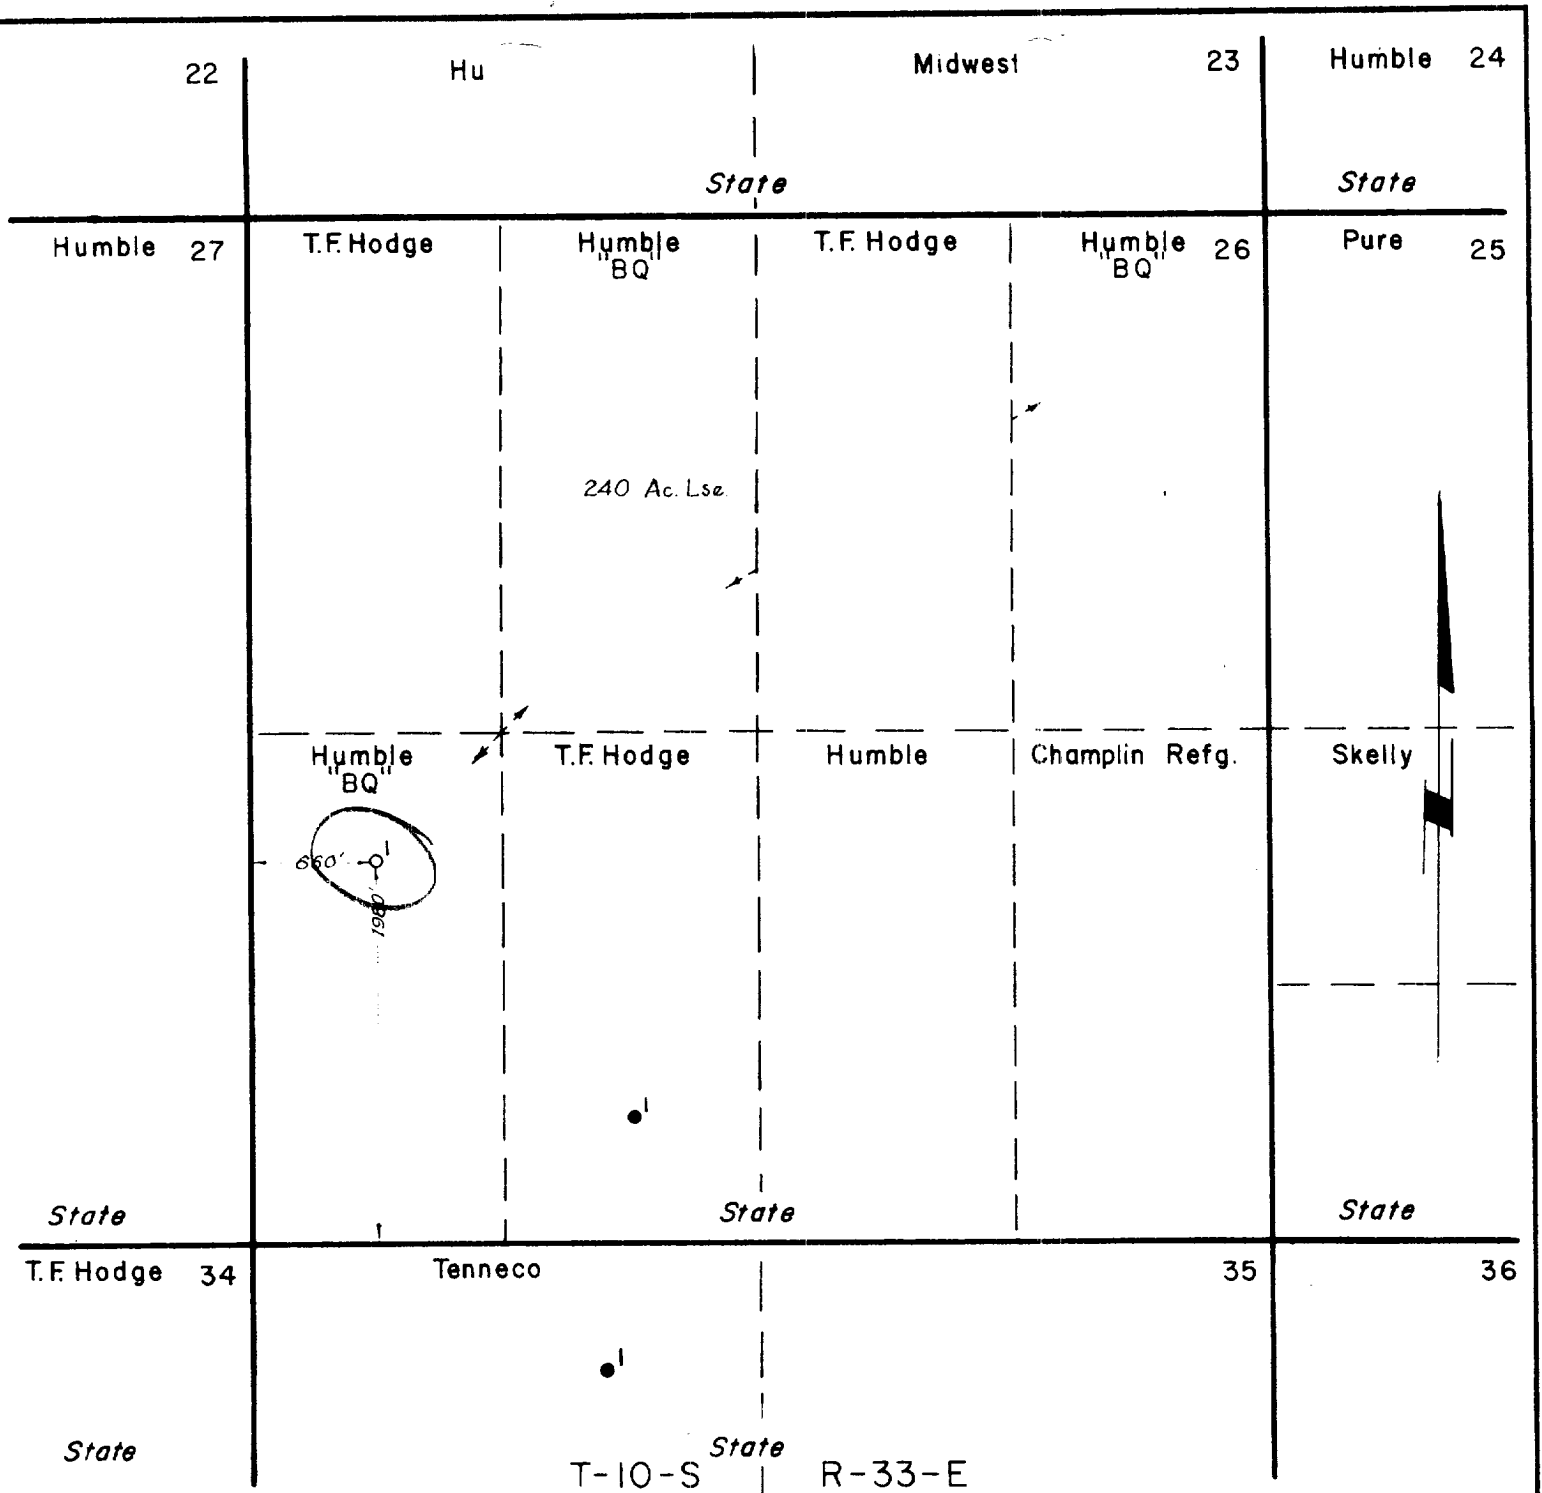 22 Hu Midwest 23 Humble 24
State State
Humble 27 T.F. Hodge Humble T.F. Hodge Humble 26 Pure 25
"BQ" "BQ"
240 Ac. Lse.
Humble T.F. Hodge Humble Champlin Refg. Skelly
"BQ"
660' 1
1980'
1
State State State
T.F. Hodge 34 Tenneco 35 36
1
State State
T-10-S R-33-E